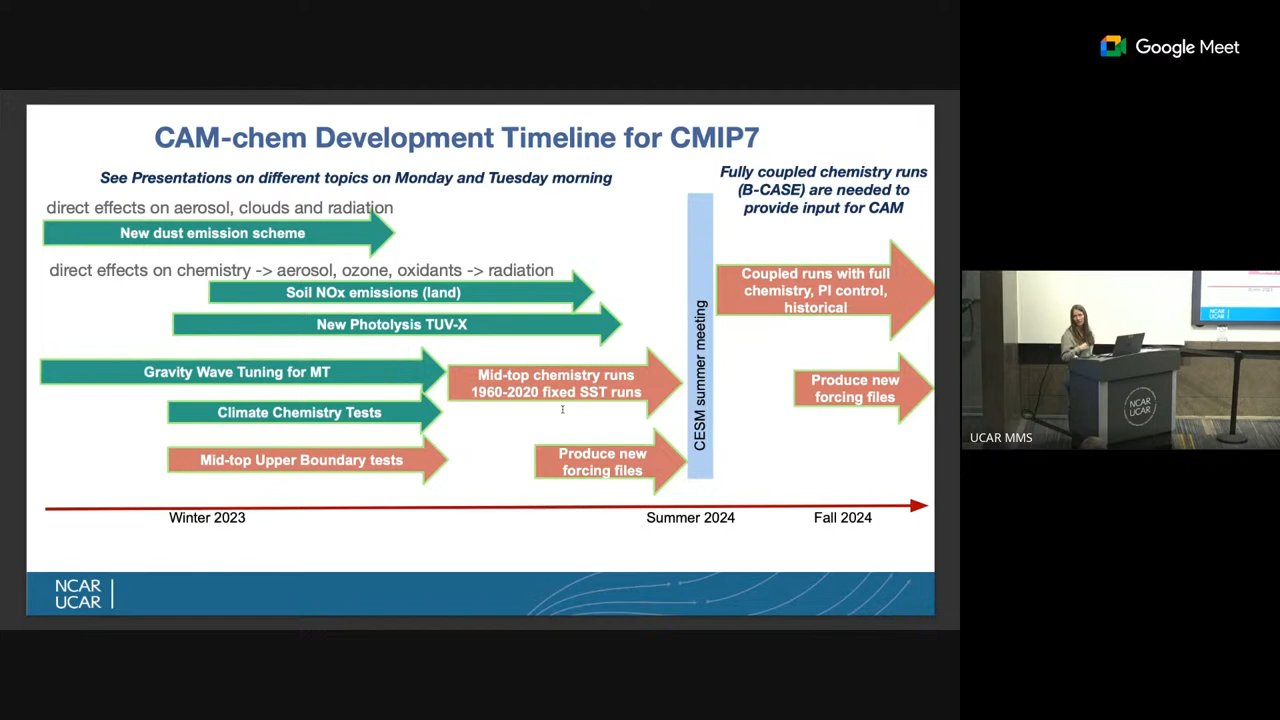 Google Meet
CAM-chem Development Timeline for CMIP7
See Presentations on different topics on Monday and Tuesday morning
Fully coupled chemistry runs
(B-CASE) are needed to
provide input for CAM
direct effects on aerosol, clouds and radiation
New dust emission scheme
direct effects on chemistry -> aerosol, ozone, oxidants -> radiation
Soil NOx emissions (land)
New Photolysis TUV-X
Gravity Wave Tuning for MT
Climate Chemistry Tests
Mid-top Upper Boundary tests
Mid-top chemistry runs
1960-2020 fixed SST runs
Produce new
forcing files
CESM summer meeting
Coupled runs with full
chemistry, PI control,
historical
Produce new
forcing files
Winter 2023
Summer 2024
Fall 2024
NCAR
UCAR
NCAR
UCAR
UCAR MMS